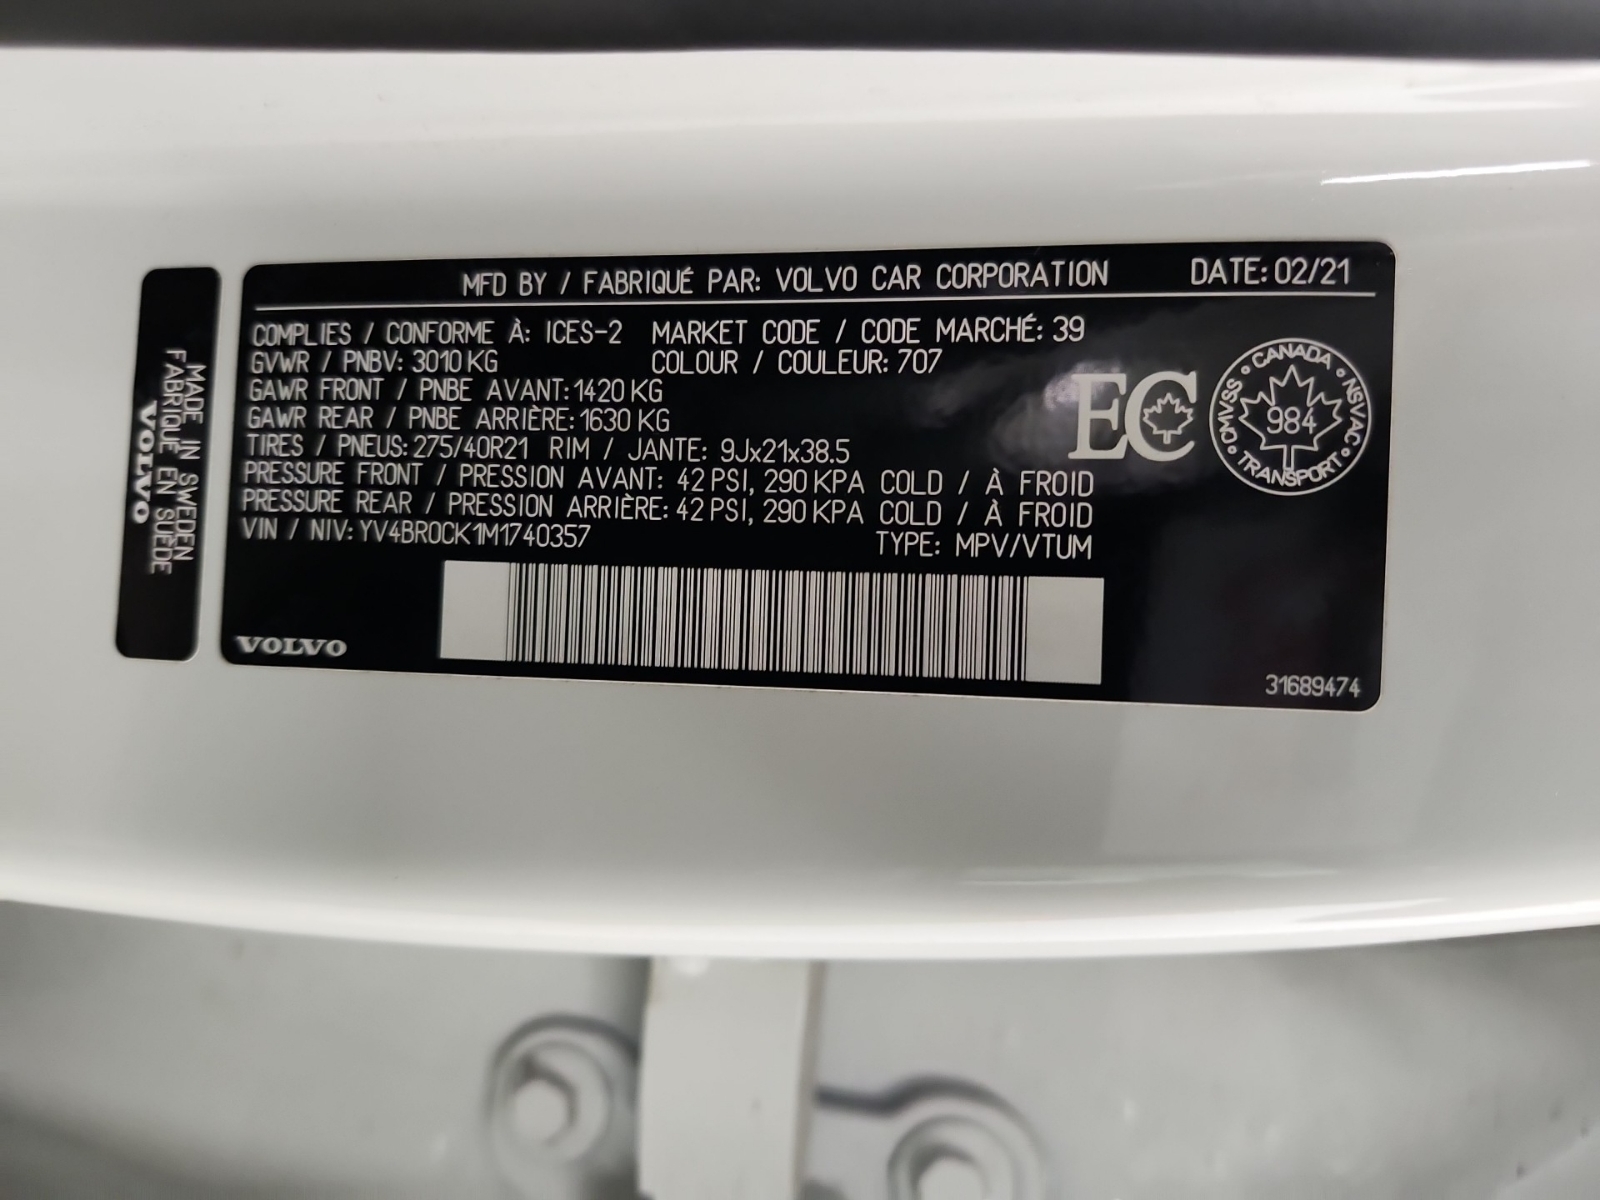 MADE IN SWEDEN
FABRIQUÉ EN SUÈDE
VOLVO
MFD BY / FABRIQUÉ PAR: VOLVO CAR CORPORATION DATE: 02/21
COMPLIES / CONFORME À: ICES-2 MARKET CODE / CODE MARCHÉ: 39
GVWR / PNBV: 3010 KG COLOUR / COULEUR: 707
GAWR FRONT / PNBE AVANT: 1420 KG
GAWR REAR / PNBE ARRIÈRE: 1630 KG
TIRES / PNEUS: 275/40R21 RIM / JANTE: 9Jx21x38.5
PRESSURE FRONT / PRESSION AVANT: 42 PSI, 290 KPA COLD / À FROID
PRESSURE REAR / PRESSION ARRIÈRE: 42 PSI, 290 KPA COLD / À FROID
VIN / NIV: YV4BR0CK1M1740357 TYPE: MPV/VTUM
EC
CANADA
CMVSS
984
NSVAC
TRANSPORT
VOLVO
31689474